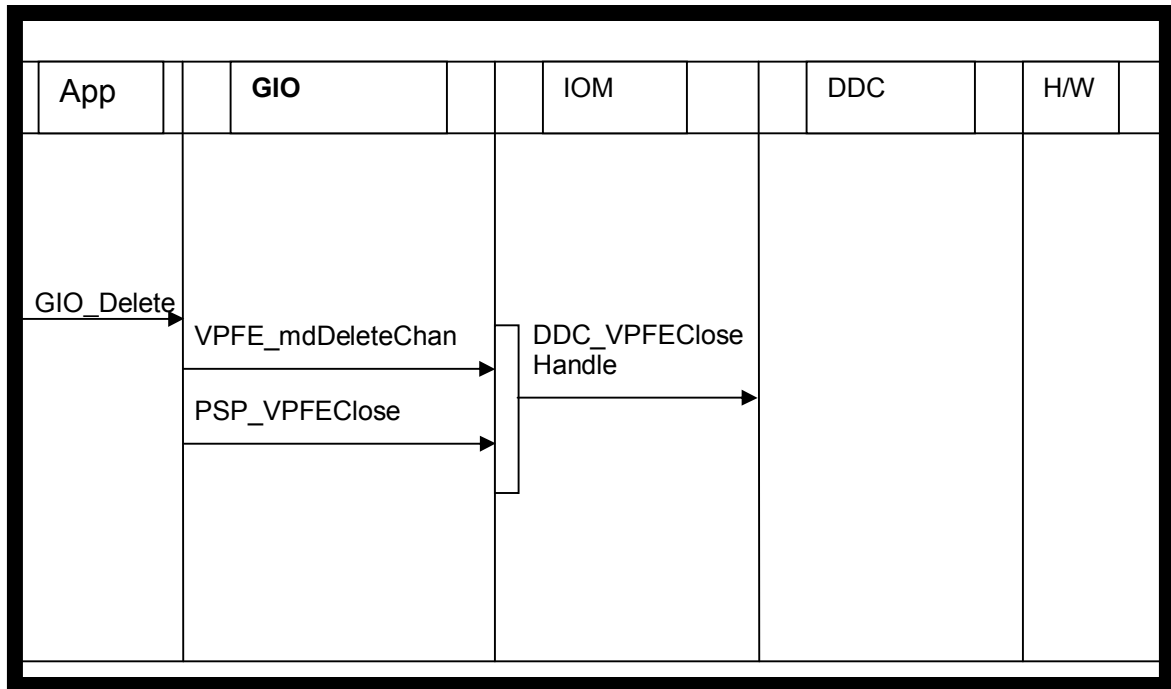 App
GIO
IOM
DDC
H/W
GIO_Delete
VPFE_mdDeleteChan
DDC_VPFEClose
Handle
PSP_VPFEClose